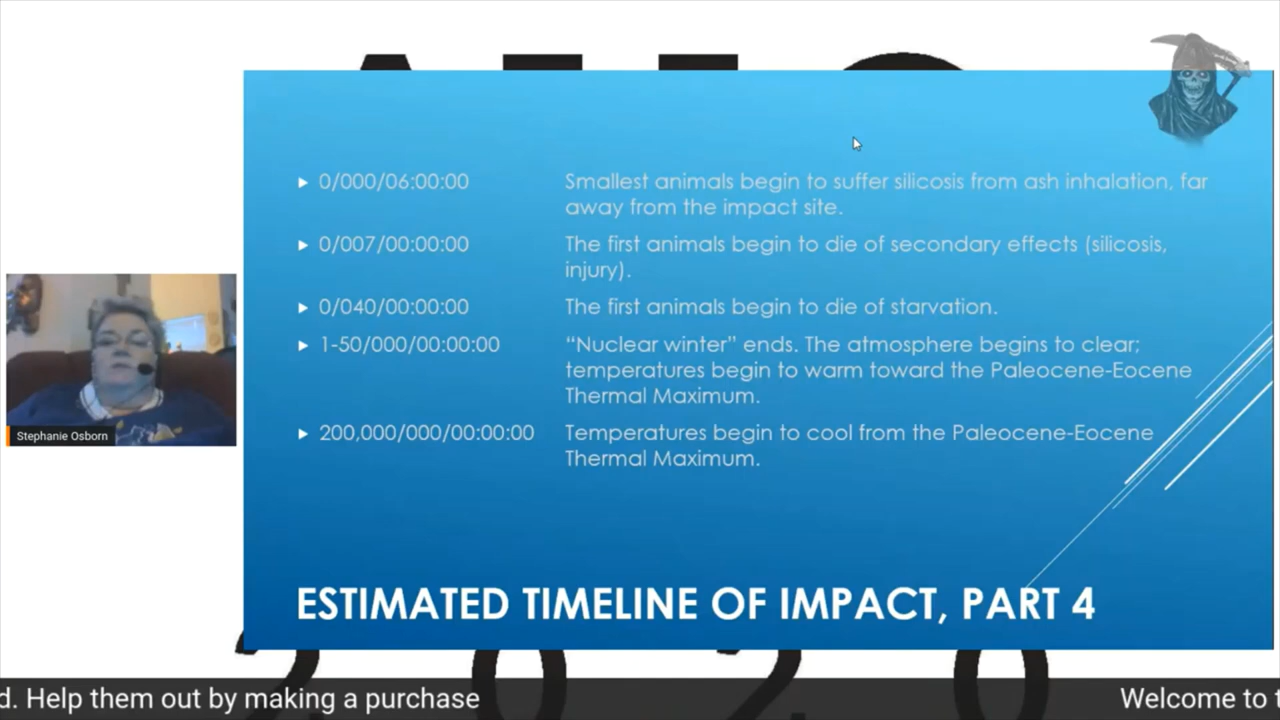 0/000/06:00:00 Smallest animals begin to suffer silicosis from ash inhalation, far
away from the impact site.
0/007/00:00:00 The first animals begin to die of secondary effects (silicosis,
injury).
0/040/00:00:00 The first animals begin to die of starvation.
1-50/000/00:00:00 “Nuclear winter” ends. The atmosphere begins to clear;
temperatures begin to warm toward the Paleocene-Eocene
Thermal Maximum.
200,000/000/00:00:00 Temperatures begin to cool from the Paleocene-Eocene
Thermal Maximum.
Stephanie Osborn
ESTIMATED TIMELINE OF IMPACT, PART 4
2020
d. Help them out by making a purchase
Welcome to t